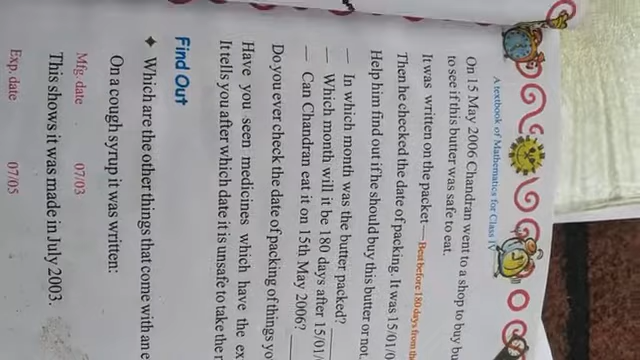 A textbook of Mathematics for Class IV
On 15 May 2006 Chandran went to a shop to buy
to see if this butter was safe to eat.
It was written on the packet — Best before 180 days from
Then he checked the date of packing. It was 15/01/
Help him find out if he should buy this butter or not.
— In which month was the butter packed?
— Which month will it be 180 days after 15/01/
— Can Chandran eat it on 15th May 2006?
Do you ever check the date of packing of things
Have you seen medicines which have the
It tells you after which date it is unsafe to take the
Find Out
◆ Which are the other things that come with an
On a cough syrup it was written:
Mfg. date 07/03
This shows it was made in July 2003.
Exp. date 07/05